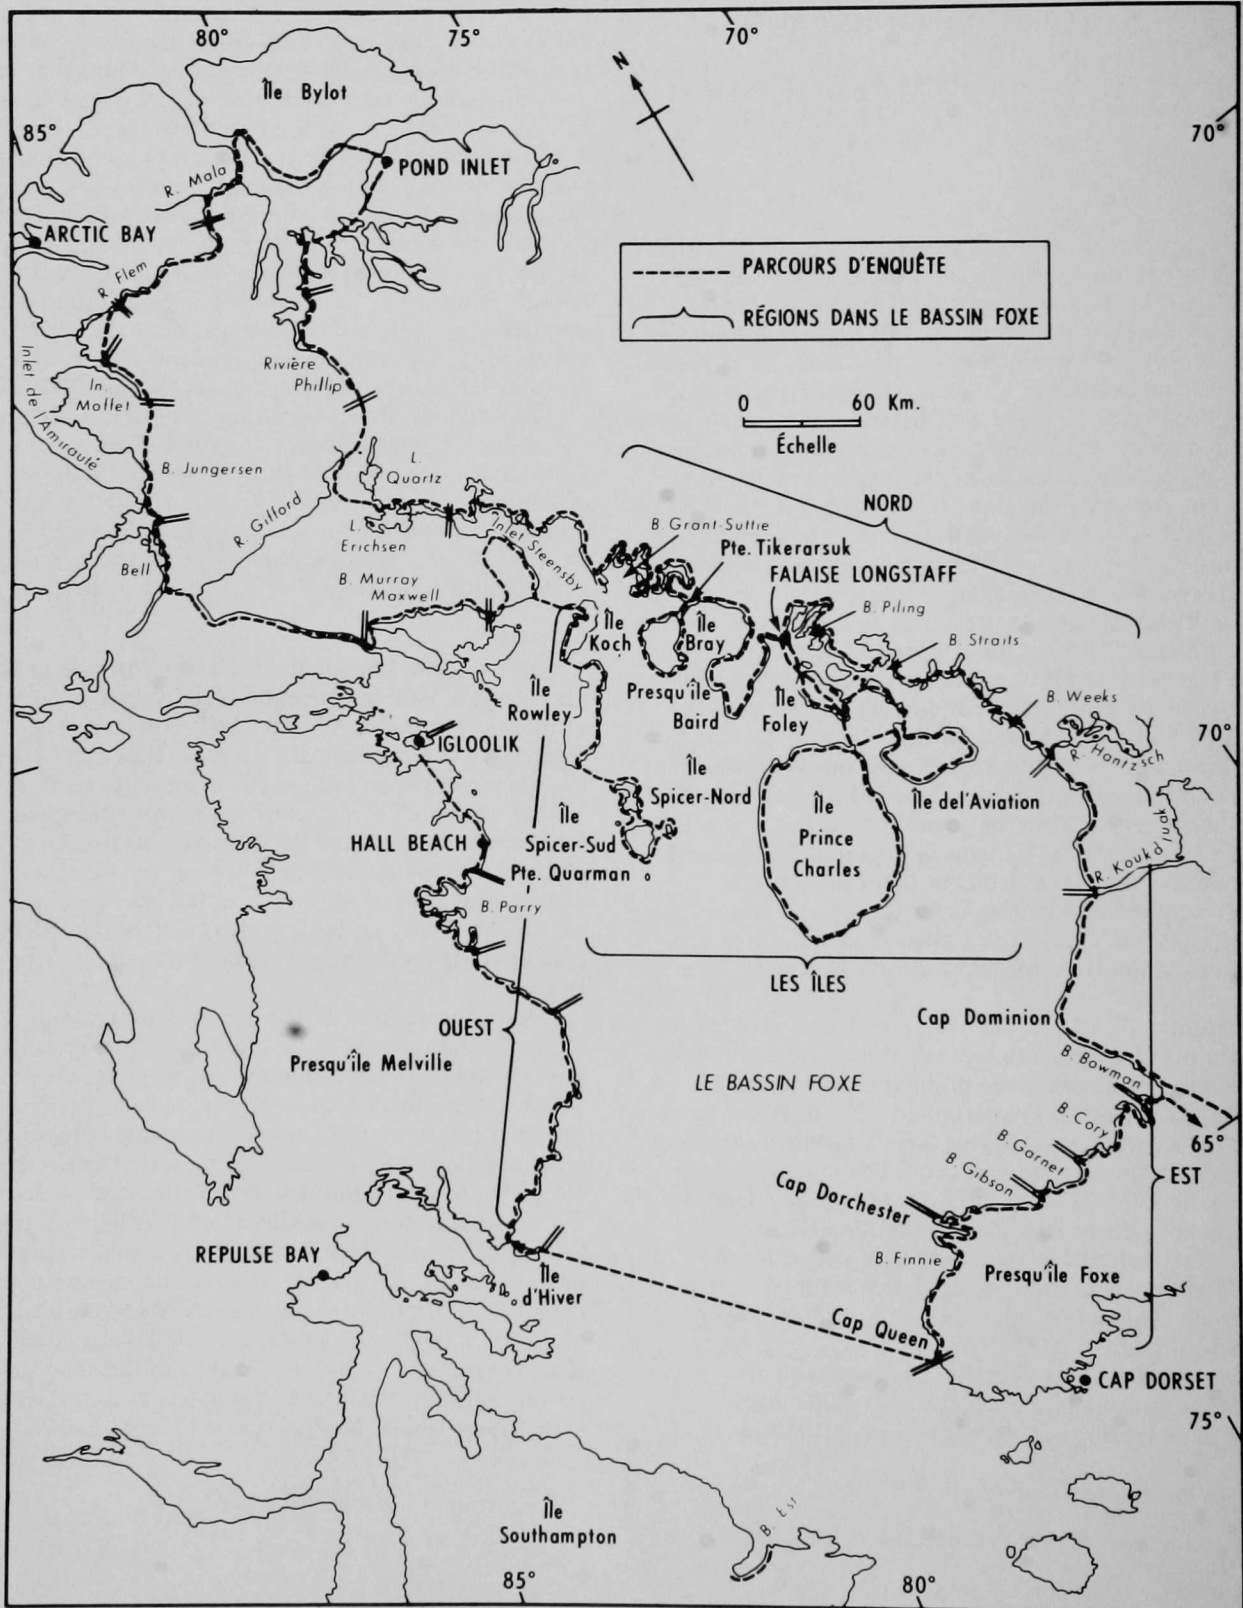 80°
75°
70°
Île Bylot
85°
70°
POND INLET
R. Mala
ARCTIC BAY
R. Flem
PARCOURS D'ENQUÊTE
RÉGIONS DANS LE BASSIN FOXE
Inlet de l'Amirauté
In.
Moffet
Rivière
Phillip
0 60 Km.
Échelle
B. Jungersen
L.
Quartz
R. Gifford
L.
Erichsen
Inlet Steensby
NORD
B. Grant-Suttie
Pte. Tikerarsuk
FALAISE LONGSTAFF
Bell
B. Murray
Maxwell
B. Piling
B. Straits
Île
Koch
Île
Bray
Île
Rowley
Presqu'île
Baird
Île
Foley
B. Weeks
R. Hantzsch
70°
IGLOOLIK
Île
Spicer-Nord
Île del'Aviation
Île
Prince
Charles
HALL BEACH
Île
Spicer-Sud
Pte. Quarman
R. Koukdjuak
B. Parry
LES ÎLES
OUEST
Cap Dominion
Presqu'île Melville
LE BASSIN FOXE
B. Bowman
B. Cory
65°
B. Garnet
B. Gibson
EST
Cap Dorchester
REPULSE BAY
B. Finnie
Presqu'île Foxe
Île
d'Hiver
Cap Queen
CAP DORSET
75°
Île
Southampton
B. Est
85°
80°
N